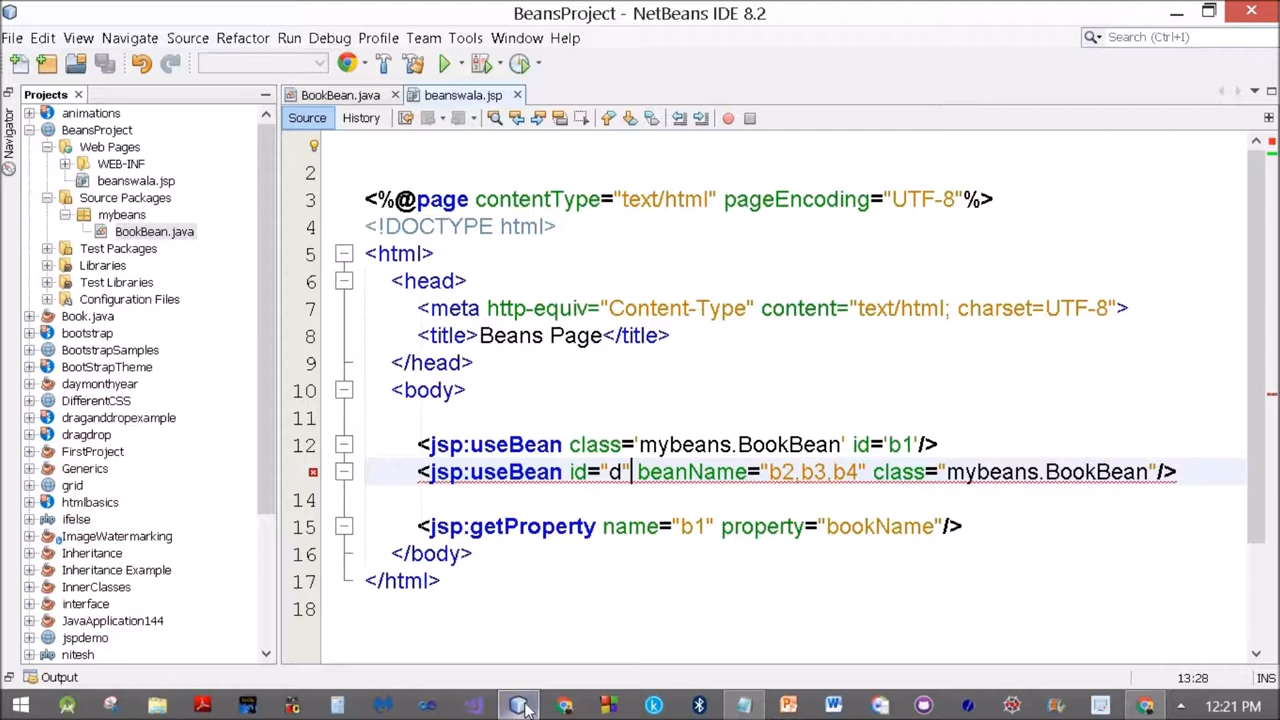 BeansProject - NetBeans IDE 8.2
File Edit View Navigate Source Refactor Run Debug Profile Team Tools Window Help
Search (Ctrl+I)
Projects
BookBean.java
beanswala.jsp
Navigator
Source
History
animations
BeansProject
Web Pages
WEB-INF
beanswala.jsp
Source Packages
mybeans
BookBean.java
Test Packages
Libraries
Test Libraries
Configuration Files
Book.java
bootstrap
BootstrapSamples
BootStrapTheme
daymonthyear
DifferentCSS
draganddropexample
dragdrop
FirstProject
Generics
grid
htmlbasics
ifelse
ImageWatermarking
Inheritance
Inheritance Example
InnerClasses
interface
JavaApplication144
jspdemo
nitesh
2
3 <%@page contentType="text/html" pageEncoding="UTF-8"%>
4 <!DOCTYPE html>
5 <html>
6 <head>
7 <meta http-equiv="Content-Type" content="text/html; charset=UTF-8">
8 <title>Beans Page</title>
9 </head>
10 <body>
11
12 <jsp:useBean class='mybeans.BookBean' id='b1'/>
<jsp:useBean id="d" beanName="b2,b3,b4" class="mybeans.BookBean"/>
14
15 <jsp:getProperty name="b1" property="bookName"/>
16 </body>
17 </html>
18
Output
13:28
INS
12:21 PM